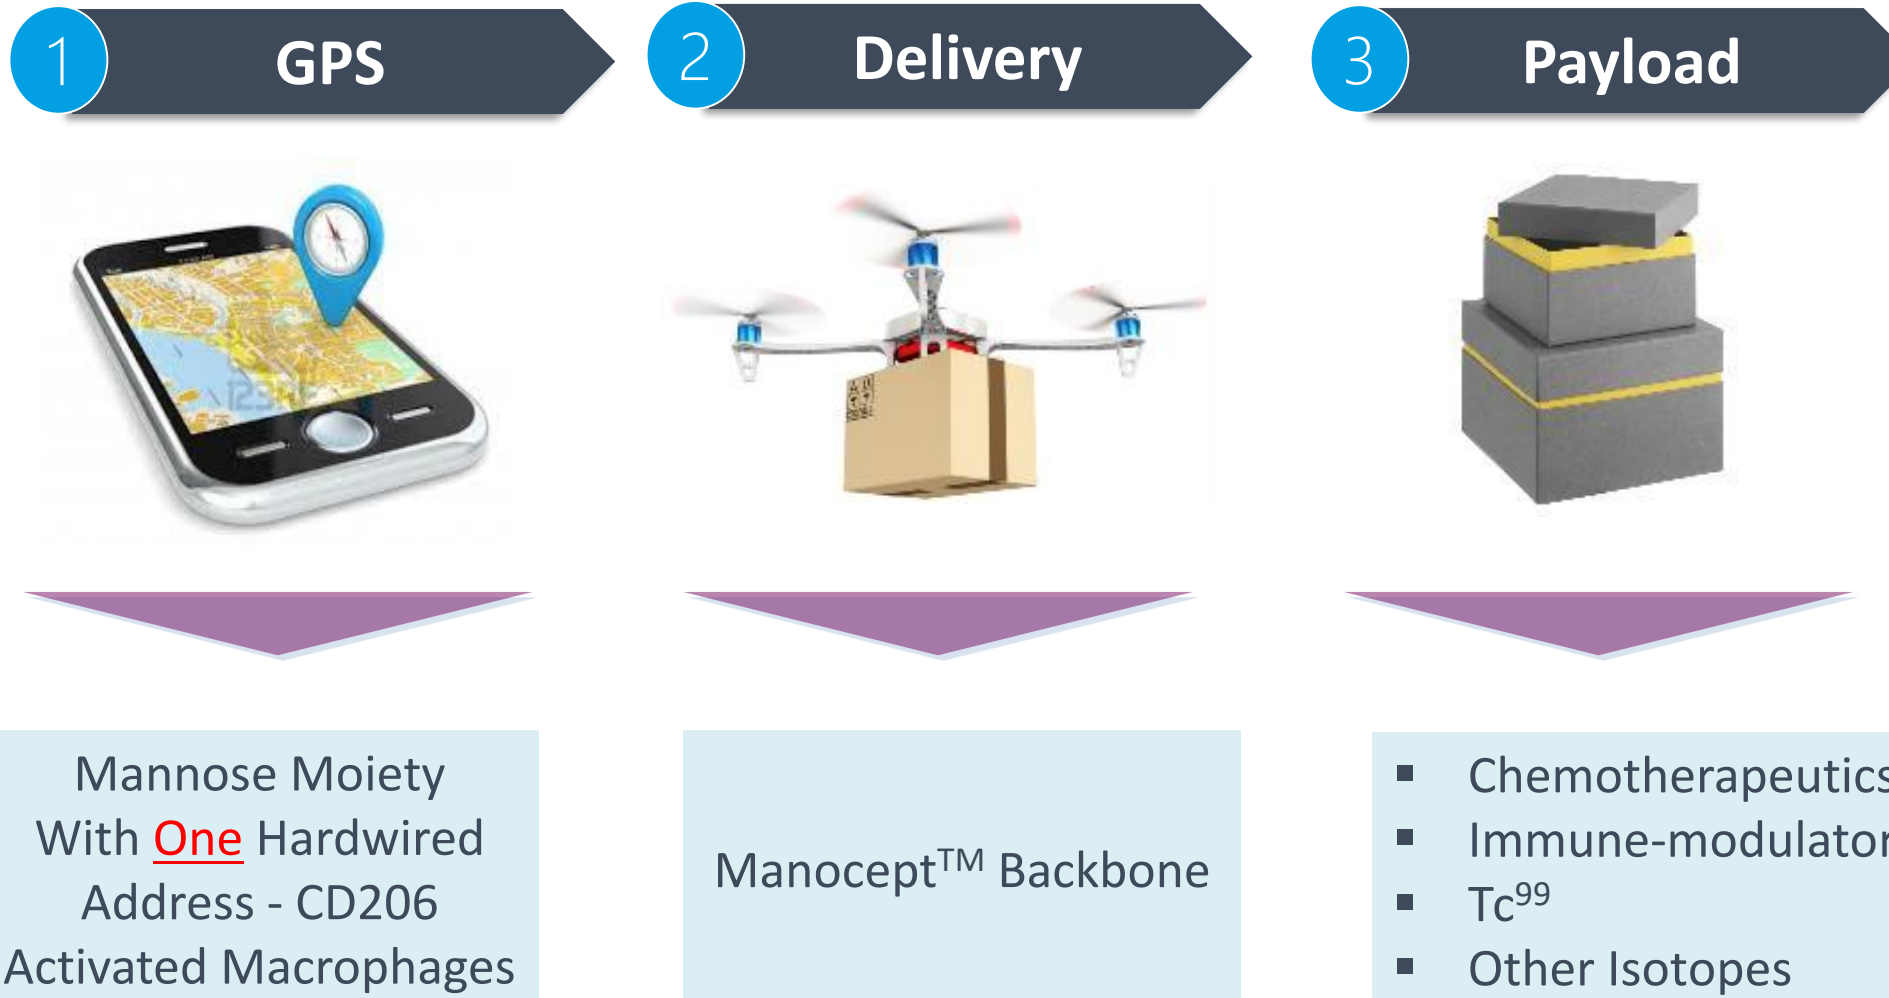 1 GPS
2 Delivery
3 Payload
Mannose Moiety
With One Hardwired
Address - CD206
Activated Macrophages
Manocept™ Backbone
▪ Chemotherapeutics
▪ Immune-modulator
▪ Tc⁹⁹
▪ Other Isotopes